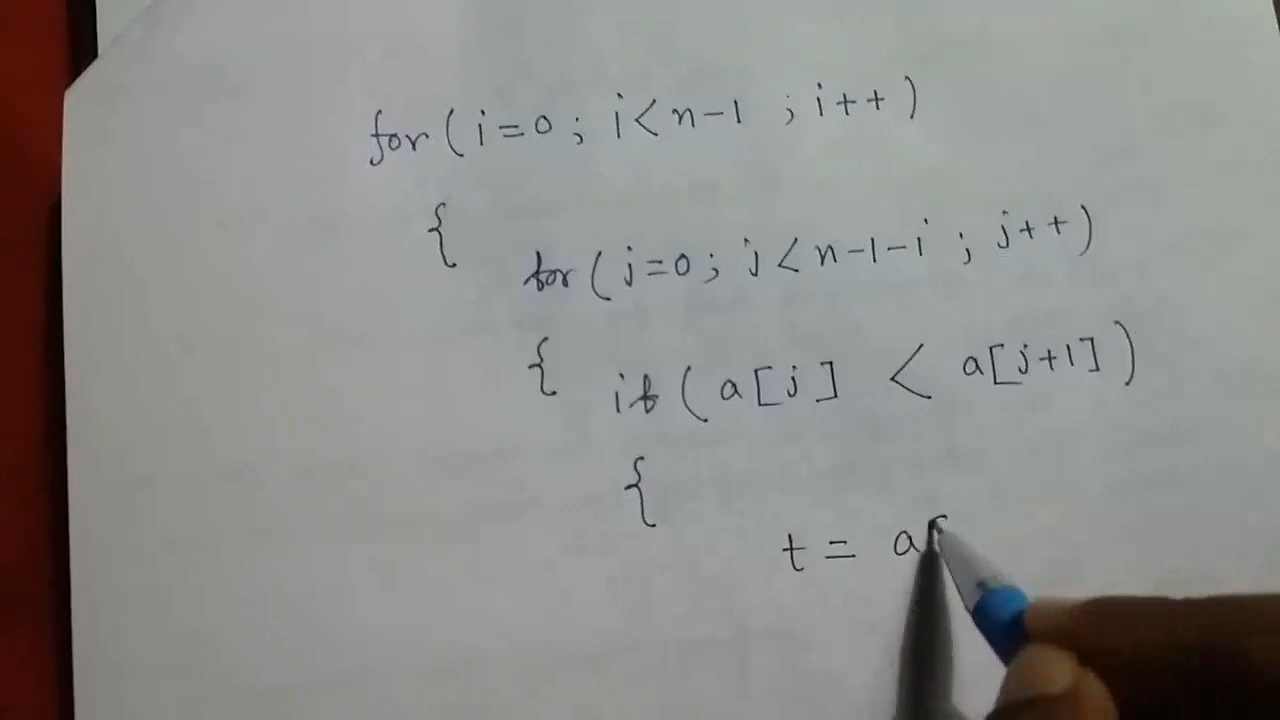 for(i=0; i<n-1 ; i++)
{ for(j=0; j<n-1-i ; j++)
{ if(a[j] < a[j+1])
{
t = a[